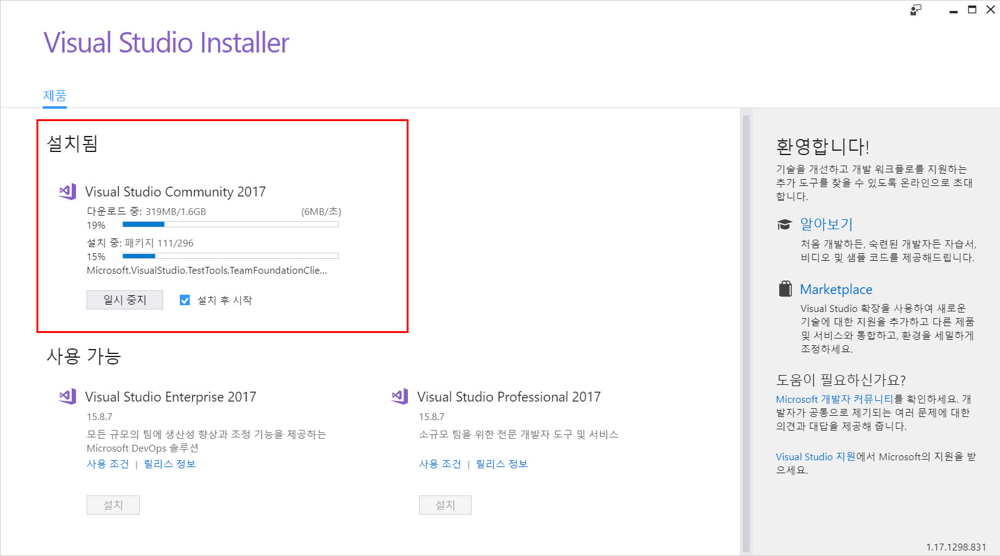 Visual Studio Installer
제품
설치됨
Visual Studio Community 2017
다운로드 중: 319MB/1.6GB (6MB/초)
19%
설치 중: 패키지 111/296
15%
Microsoft.VisualStudio.TestTools.TeamFoundationClie...
일시 중지 설치 후 시작
사용 가능
Visual Studio Enterprise 2017
15.8.7
모든 규모의 팀에 생산성 향상과 조정 기능을 제공하는
Microsoft DevOps 솔루션
사용 조건 | 릴리스 정보
설치
Visual Studio Professional 2017
15.8.7
소규모 팀을 위한 전문 개발자 도구 및 서비스
사용 조건 | 릴리스 정보
설치
환영합니다!
기술을 개선하고 개발 워크플로를 지원하는
추가 도구를 찾을 수 있도록 온라인으로 초대
합니다.
알아보기
처음 개발하든, 숙련된 개발자든 자습서,
비디오 및 샘플 코드를 제공해드립니다.
Marketplace
Visual Studio 확장을 사용하여 새로운
기술에 대한 지원을 추가하고 다른 제품
및 서비스와 통합하고, 환경을 세밀하게
조정하세요.
도움이 필요하신가요?
Microsoft 개발자 커뮤니티를 확인하세요. 개
발자가 공통으로 제기되는 여러 문제에 대한
의견과 대답을 제공해 줍니다.
Visual Studio 지원에서 Microsoft의 지원을 받
으세요.
1.17.1298.831